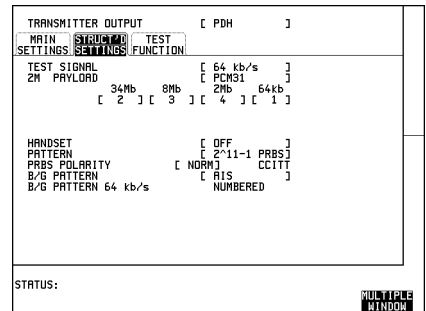 TRANSMITTER OUTPUT [ PDH ]
MAIN SETTINGS STRUCT'D SETTINGS TEST FUNCTION
TEST SIGNAL [ 64 kb/s ]
2M PAYLOAD [ PCM31 ]
34Mb 8Mb 2Mb 64kb
[ 2 ] [ 3 ] [ 4 ] [ 1 ]
HANDSET [ OFF ]
PATTERN [ 2^11-1 PRBS]
PRBS POLARITY [ NORM] CCITT
B/G PATTERN [ AIS ]
B/G PATTERN 64 kb/s NUMBERED
STATUS:
MULTIPLE
WINDOW